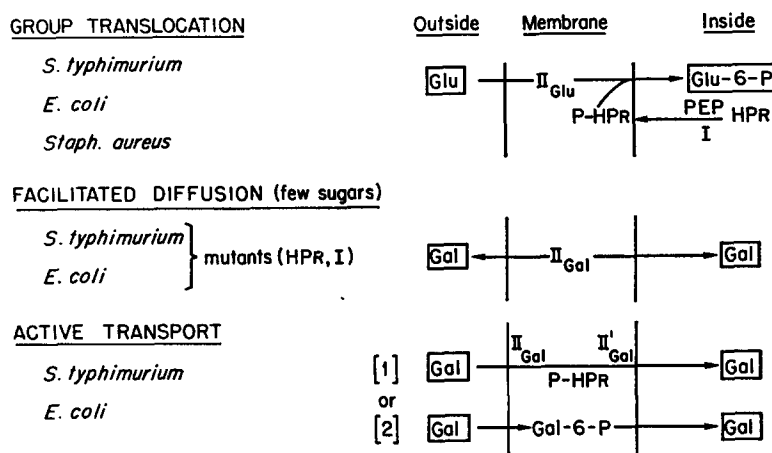 GROUP TRANSLOCATION Outside Membrane Inside
S. typhimurium Glu II Glu Glu-6-P
E. coli P-HPR PEP HPR
Staph. aureus I
FACILITATED DIFFUSION (few sugars)
S. typhimurium
mutants (HPR, I) Gal II Gal Gal
E. coli
ACTIVE TRANSPORT II Gal II' Gal
S. typhimurium [1] Gal P-HPR Gal
or
E. coli [2] Gal Gal-6-P Gal